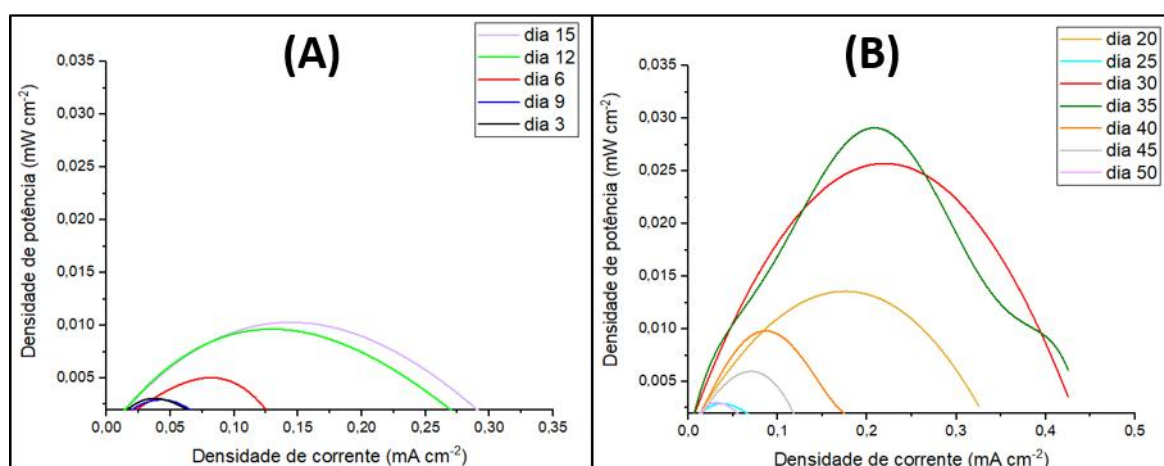 (A)
dia 15
dia 12
dia 6
dia 9
dia 3
0,035
0,030
0,025
0,020
0,015
0,010
0,005
Densidade de potência (mW cm⁻²)
0,00 0,05 0,10 0,15 0,20 0,25 0,30 0,35
Densidade de corrente (mA cm⁻²)
(B)
dia 20
dia 25
dia 30
dia 35
dia 40
dia 45
dia 50
0,035
0,030
0,025
0,020
0,015
0,010
0,005
Densidade de potência (mW cm⁻²)
0,0 0,1 0,2 0,3 0,4 0,5
Densidade de corrente (mA cm⁻²)